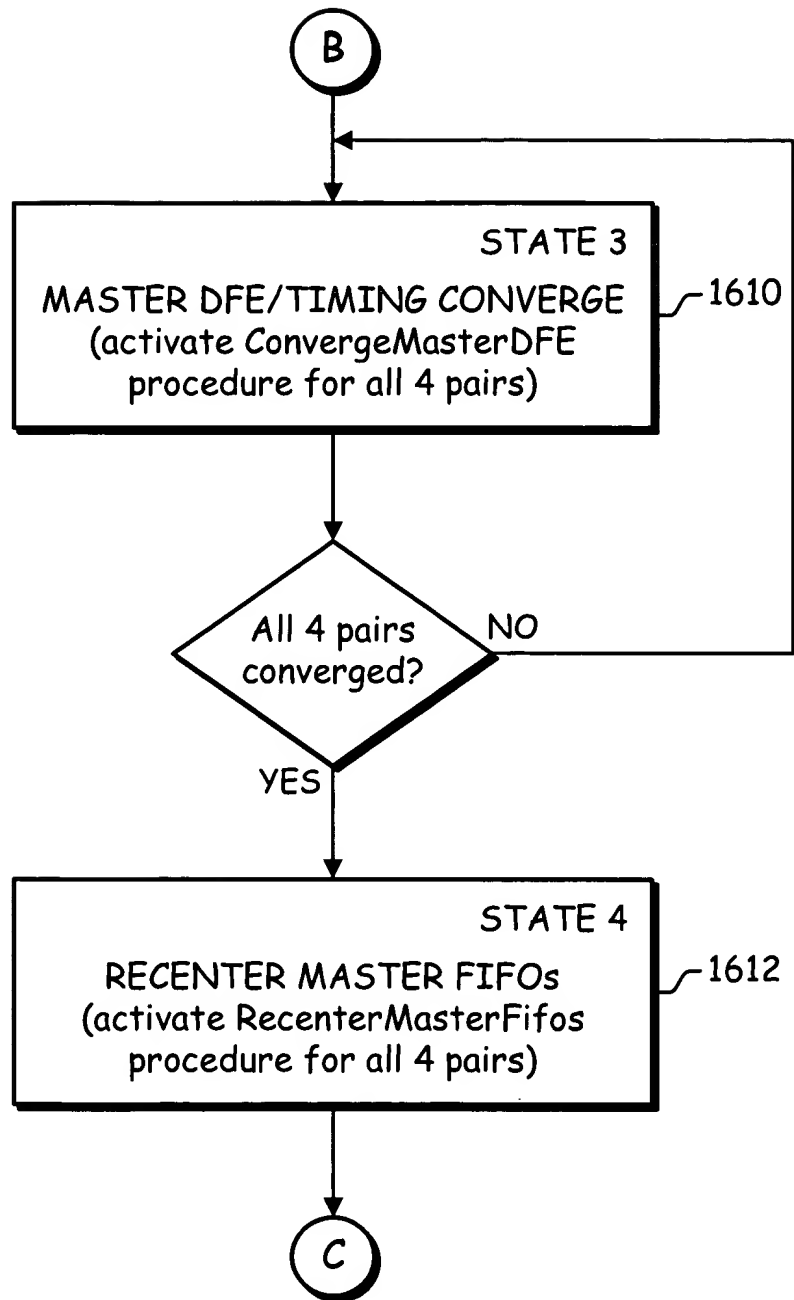 B
STATE 3
MASTER DFE/TIMING CONVERGE
(activate ConvergeMasterDFE
procedure for all 4 pairs)
1610
All 4 pairs
converged?
NO
YES
STATE 4
RECENTER MASTER FIFOs
(activate RecenterMasterFifos
procedure for all 4 pairs)
1612
C